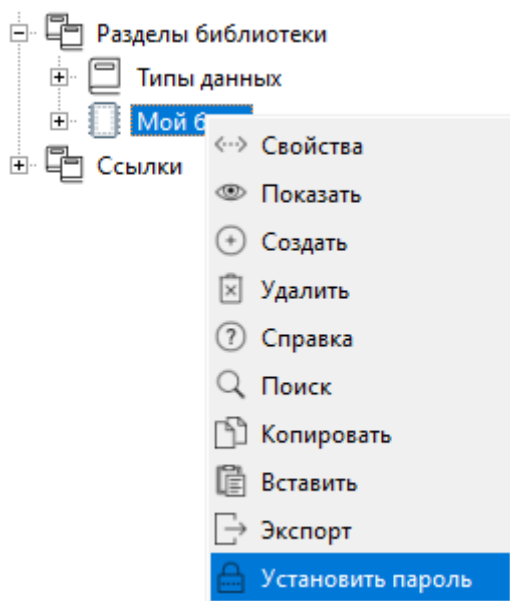 Разделы библиотеки
Типы данных
Мой
Ссылки
Свойства
Показать
Создать
Удалить
Справка
Поиск
Копировать
Вставить
Экспорт
Установить пароль